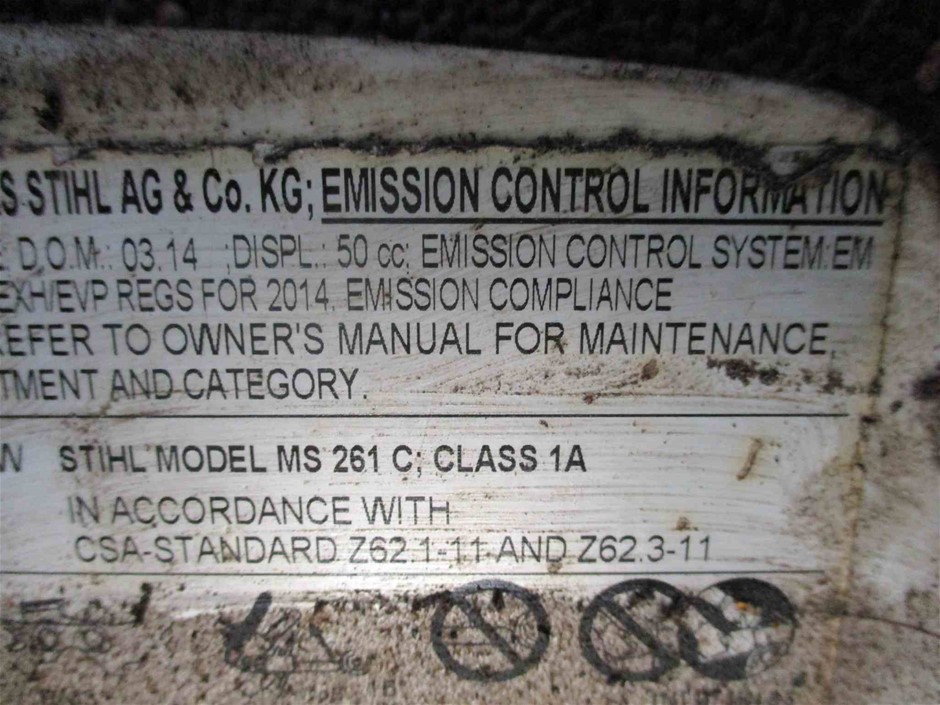 S STIHL AG & Co. KG; EMISSION CONTROL INFORMATION
D.O.M.: 03.14 ;DISPL.: 50 cc; EMISSION CONTROL SYSTEM: EM
EXH/EVP REGS FOR 2014. EMISSION COMPLIANCE
REFER TO OWNER'S MANUAL FOR MAINTENANCE,
TMENT AND CATEGORY.
STIHL MODEL MS 261 C; CLASS 1A
IN ACCORDANCE WITH
CSA-STANDARD Z62.1-11 AND Z62.3-11